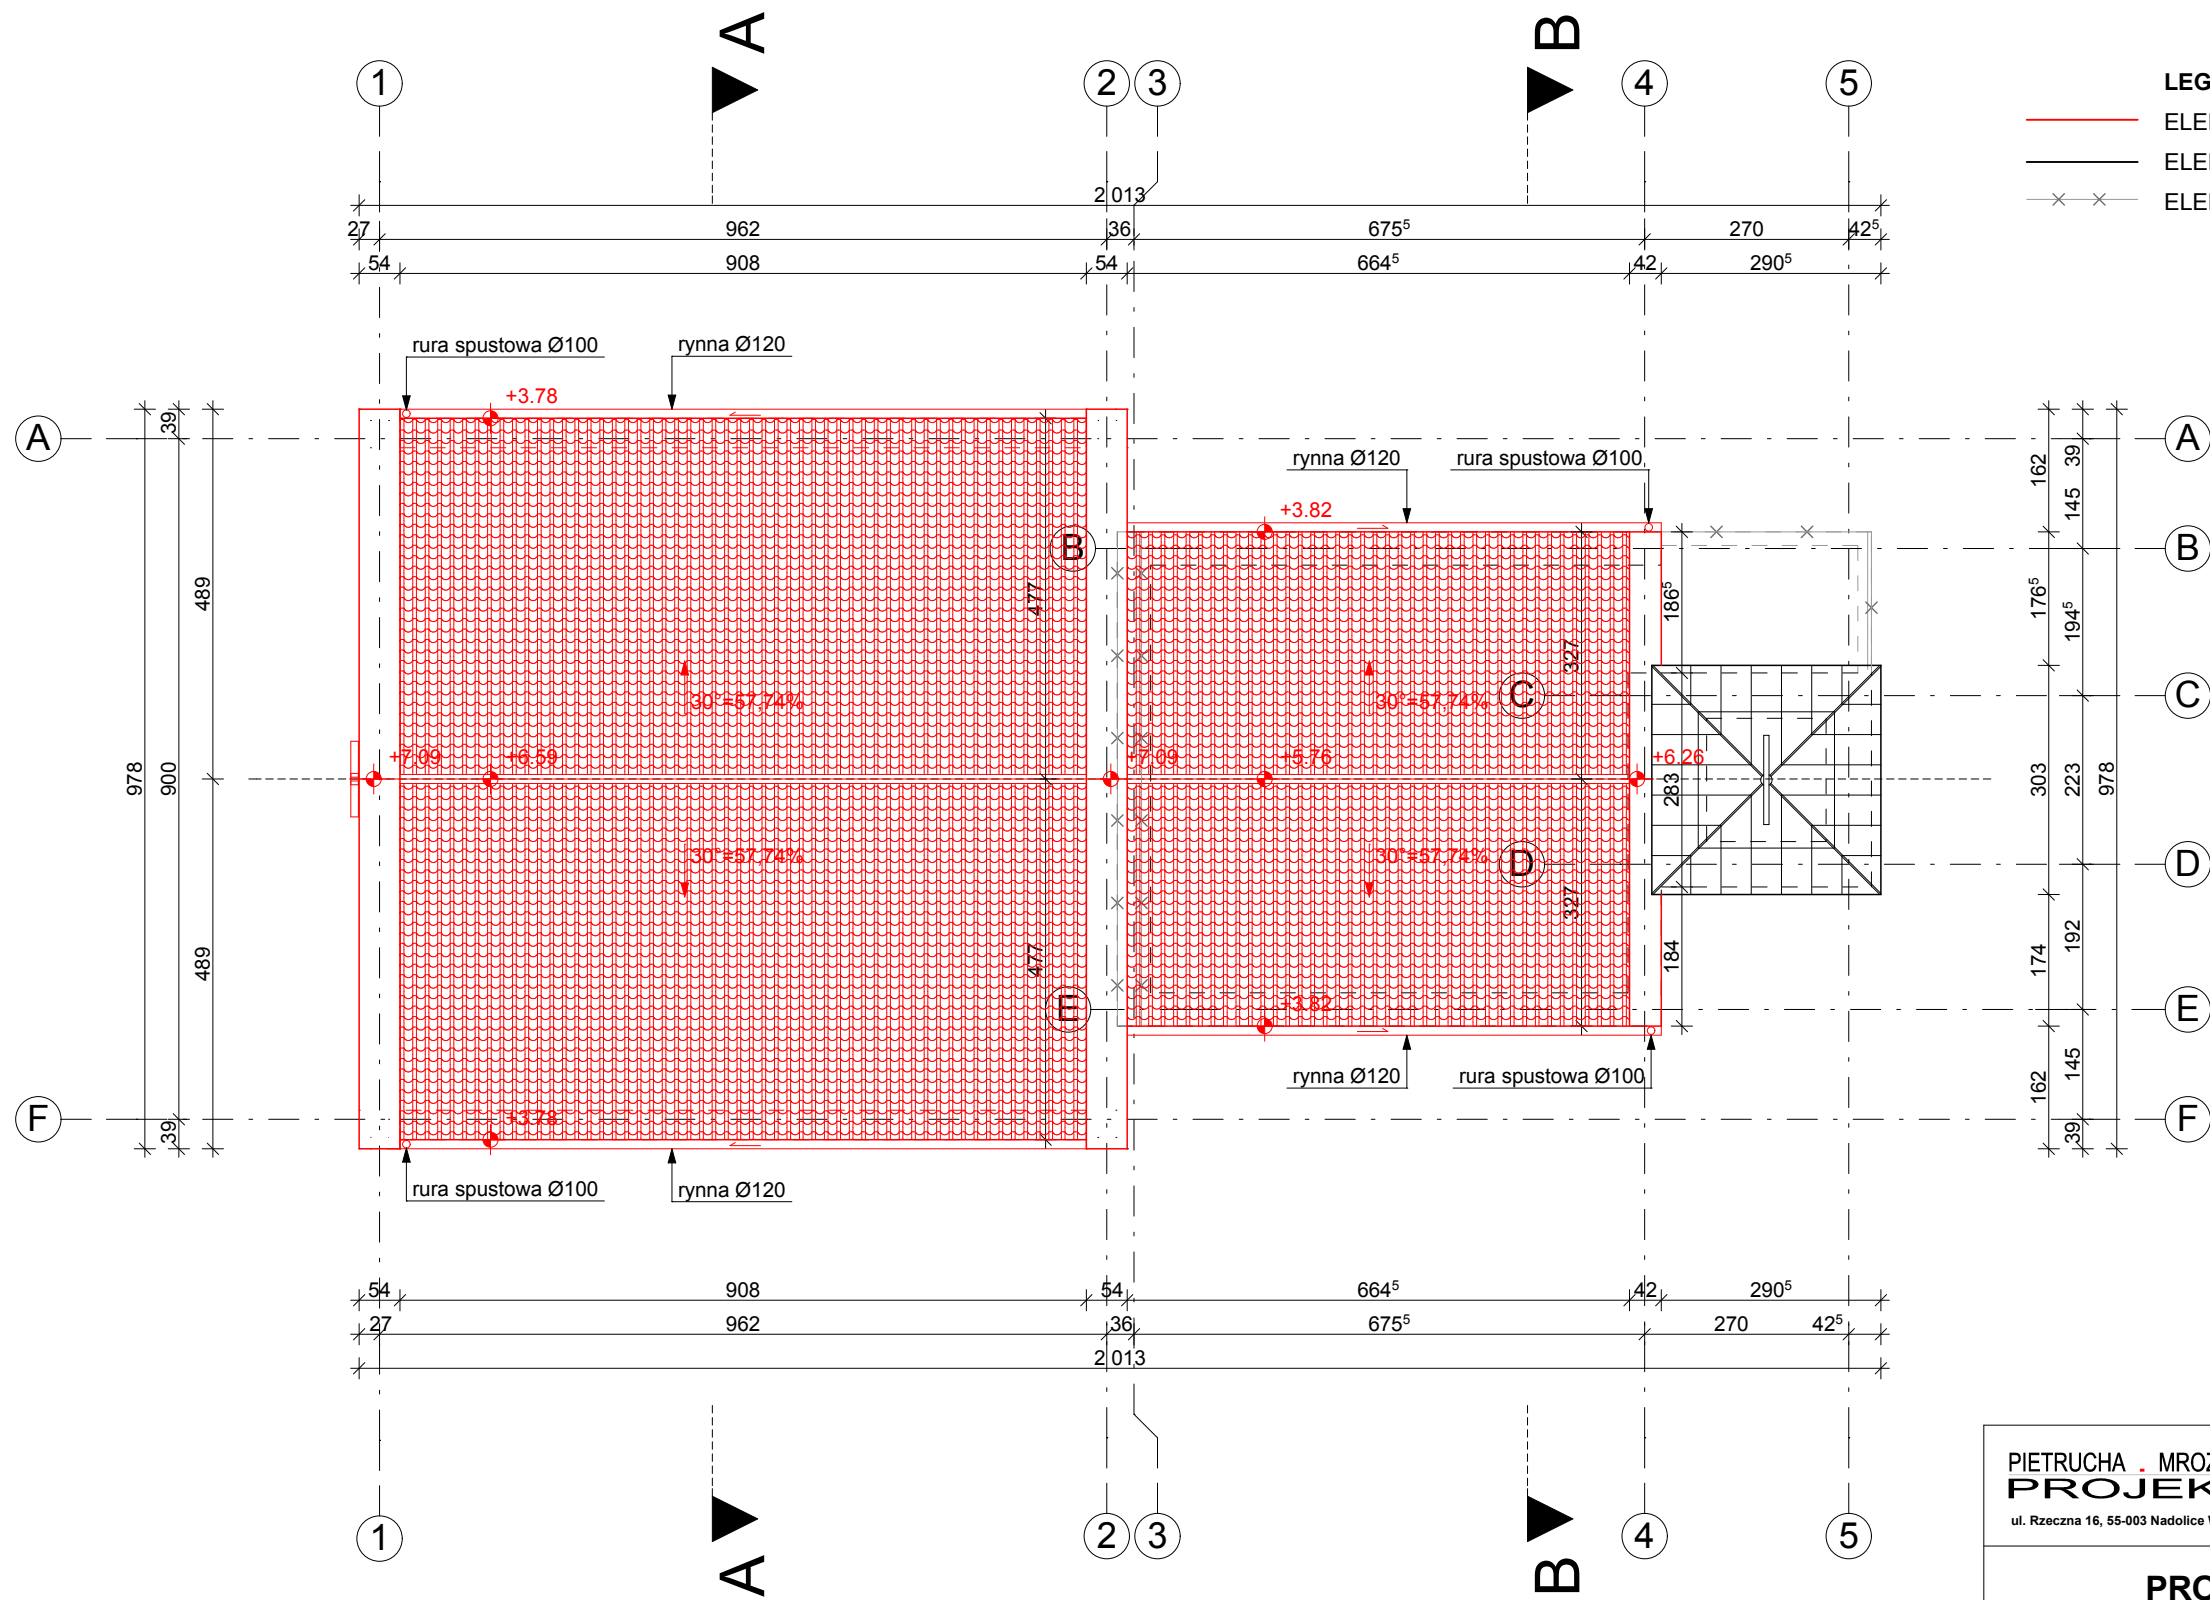 A
B
1
2
3
4
5
LEG
ELE
ELE
ELE
2 013
27
962
36
675⁵
270
42⁵
54
908
54
664⁵
42
290⁵
rura spustowa Ø100
rynna Ø120
+3.78
A
A
39
39
162
rynna Ø120
rura spustowa Ø100
145
+3.82
B
B
489
477
186⁵
327
176⁵
194⁵
30°=57,74%
30°=57,74%
C
C
+7.09
+6.59
+7.09
+5.76
+6.26
978
900
283
303
223
978
30°=57,74%
30°=57,74%
D
D
489
477
327
184
174
192
+3.82
E
E
rynna Ø120
rura spustowa Ø100
162
145
F
+3.78
F
39
39
rura spustowa Ø100
rynna Ø120
54
908
54
664⁵
42
290⁵
27
962
36
675⁵
270
42⁵
2 013
1
2
3
4
5
A
B
PIETRUCHA . MROZ
PROJEK
ul. Rzeczna 16, 55-003 Nadolice
PRO